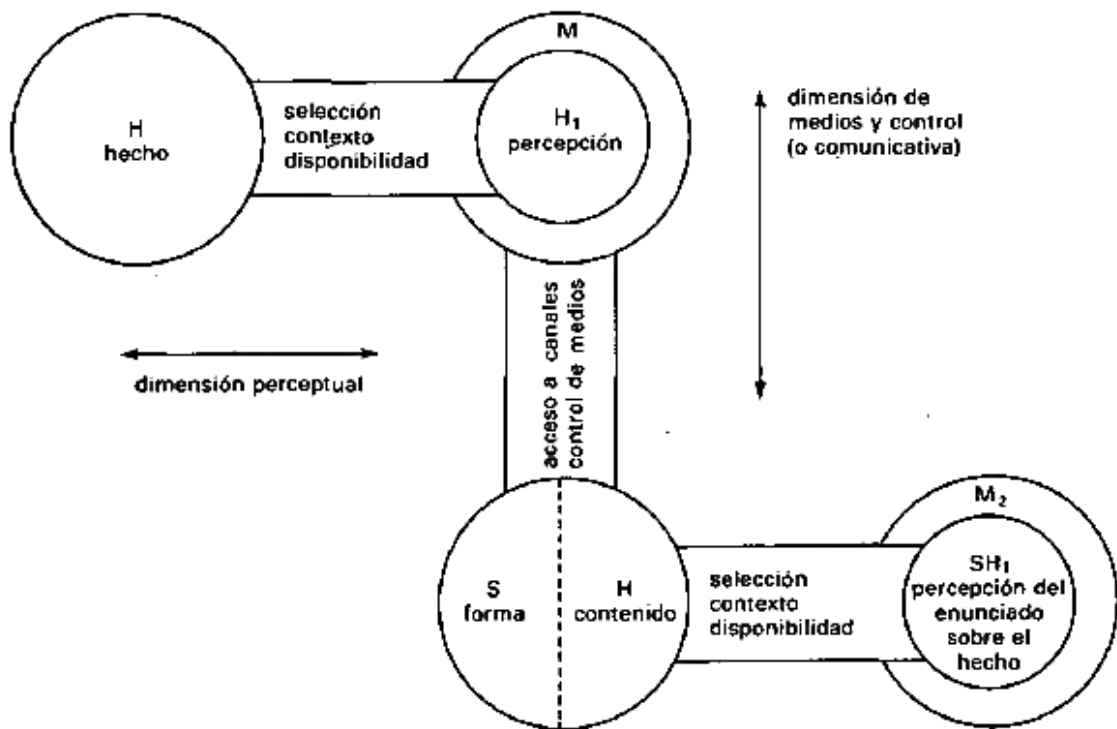 H
hecho
selección
contexto
disponibilidad
M
H₁
percepción
dimensión de
medios y control
(o comunicativa)
dimensión perceptual
acceso a canales
control de medios
S
forma
H
contenido
selección
contexto
disponibilidad
M₂
SH₁
percepción del
enunciado
sobre el
hecho